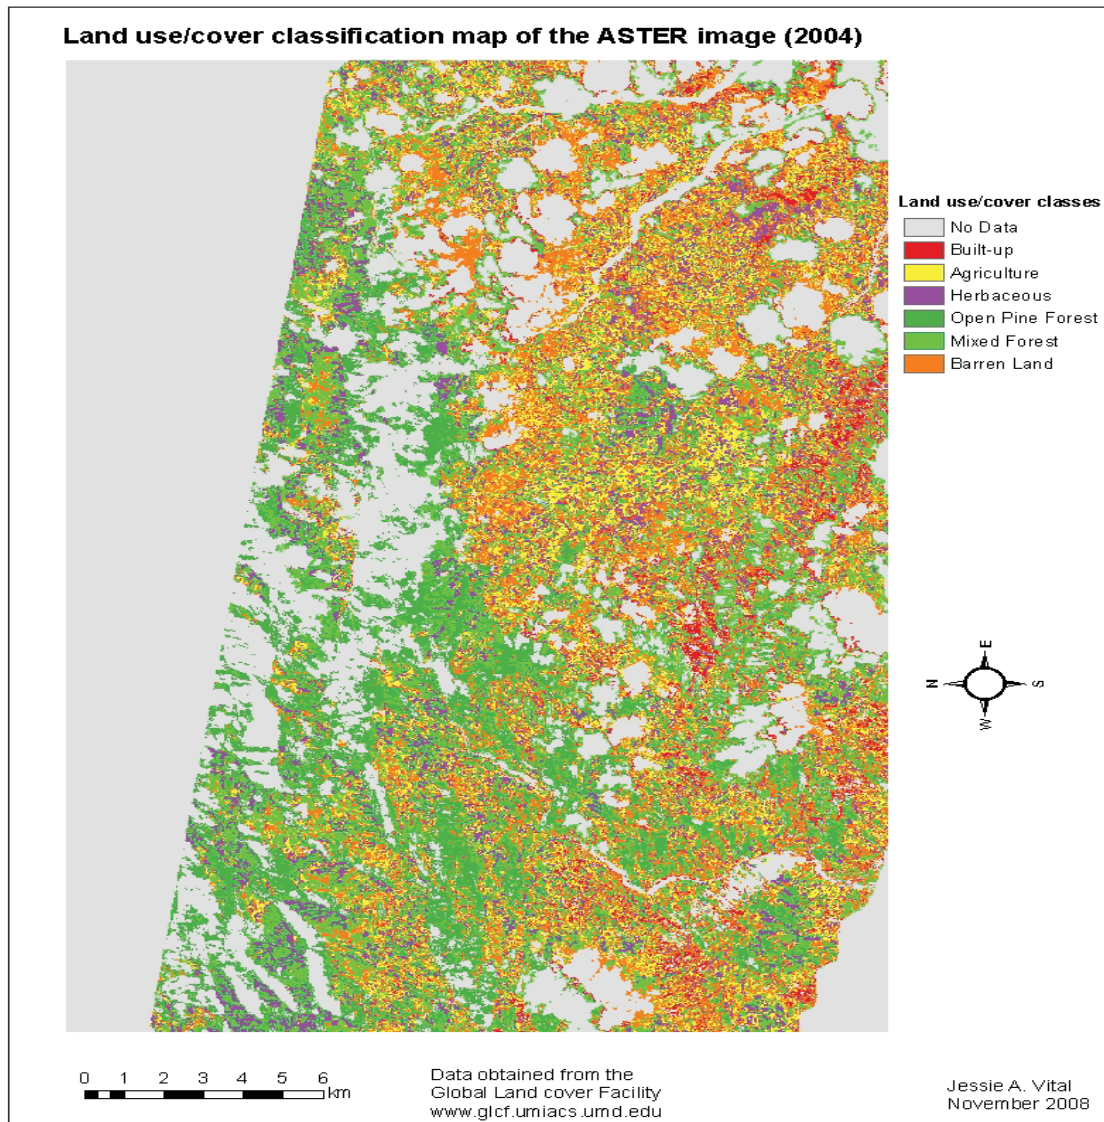 Land use/cover classification map of the ASTER image (2004)
Land use/cover classes
No Data
Built-up
Agriculture
Herbaceous
Open Pine Forest
Mixed Forest
Barren Land
E
N
S
W
0 1 2 3 4 5 6
km
Data obtained from the
Global Land cover Facility
www.glcf.umiacs.umd.edu
Jessie A. Vital
November 2008